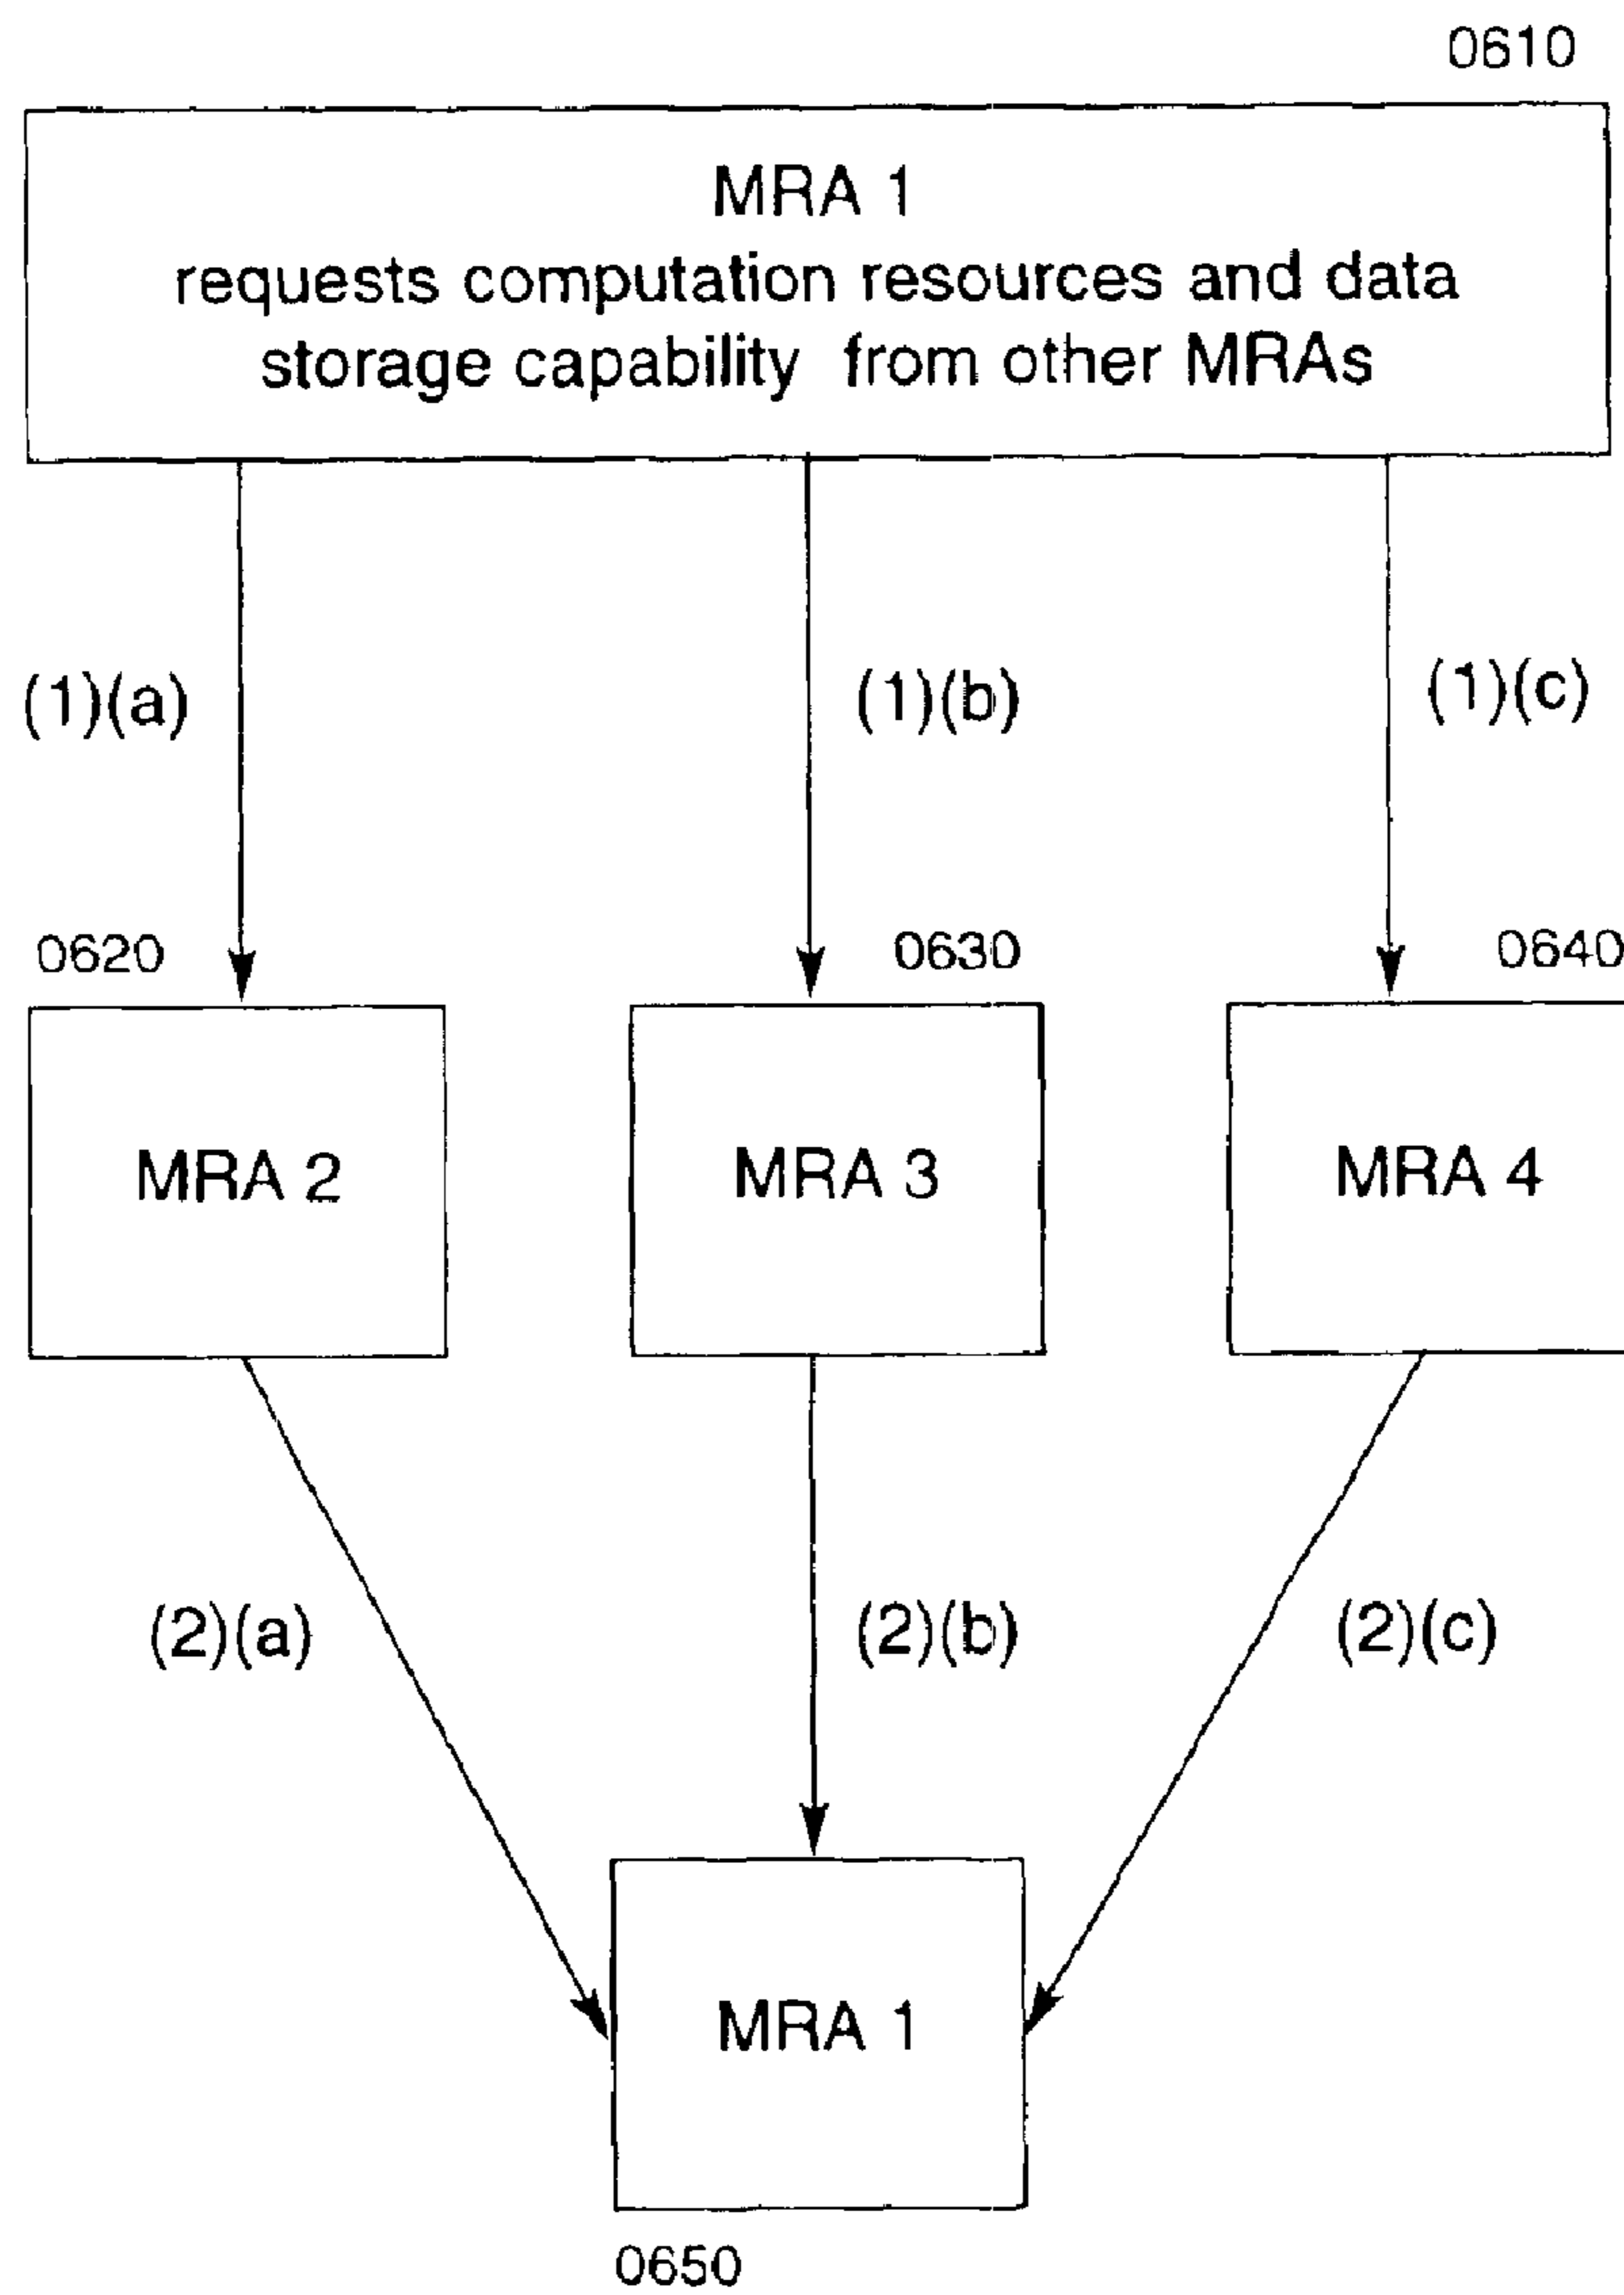 0610
MRA 1
requests computation resources and data
storage capability from other MRAs
(1)(a)
(1)(b)
(1)(c)
0620
0630
0640
MRA 2
MRA 3
MRA 4
(2)(a)
(2)(b)
(2)(c)
MRA 1
0650